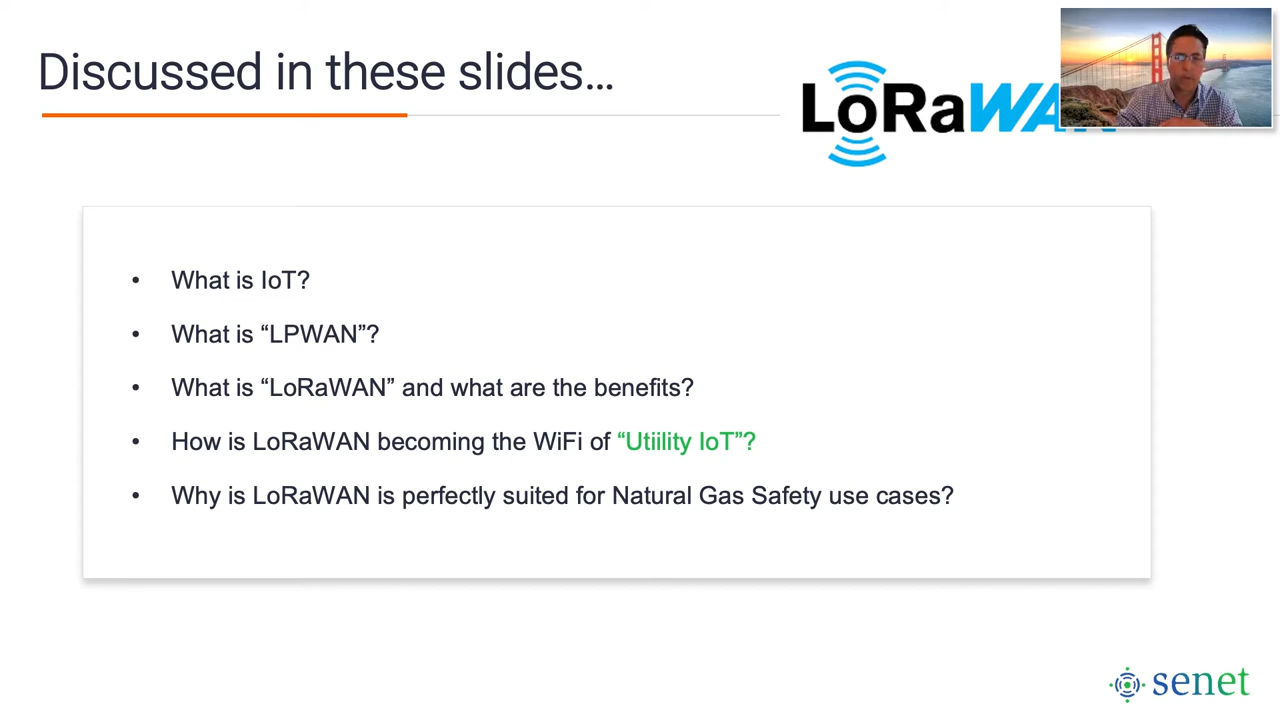 Discussed in these slides…
LoRaWAN
• What is IoT?
• What is “LPWAN”?
• What is “LoRaWAN” and what are the benefits?
• How is LoRaWAN becoming the WiFi of “Utiility IoT”?
• Why is LoRaWAN is perfectly suited for Natural Gas Safety use cases?
senet